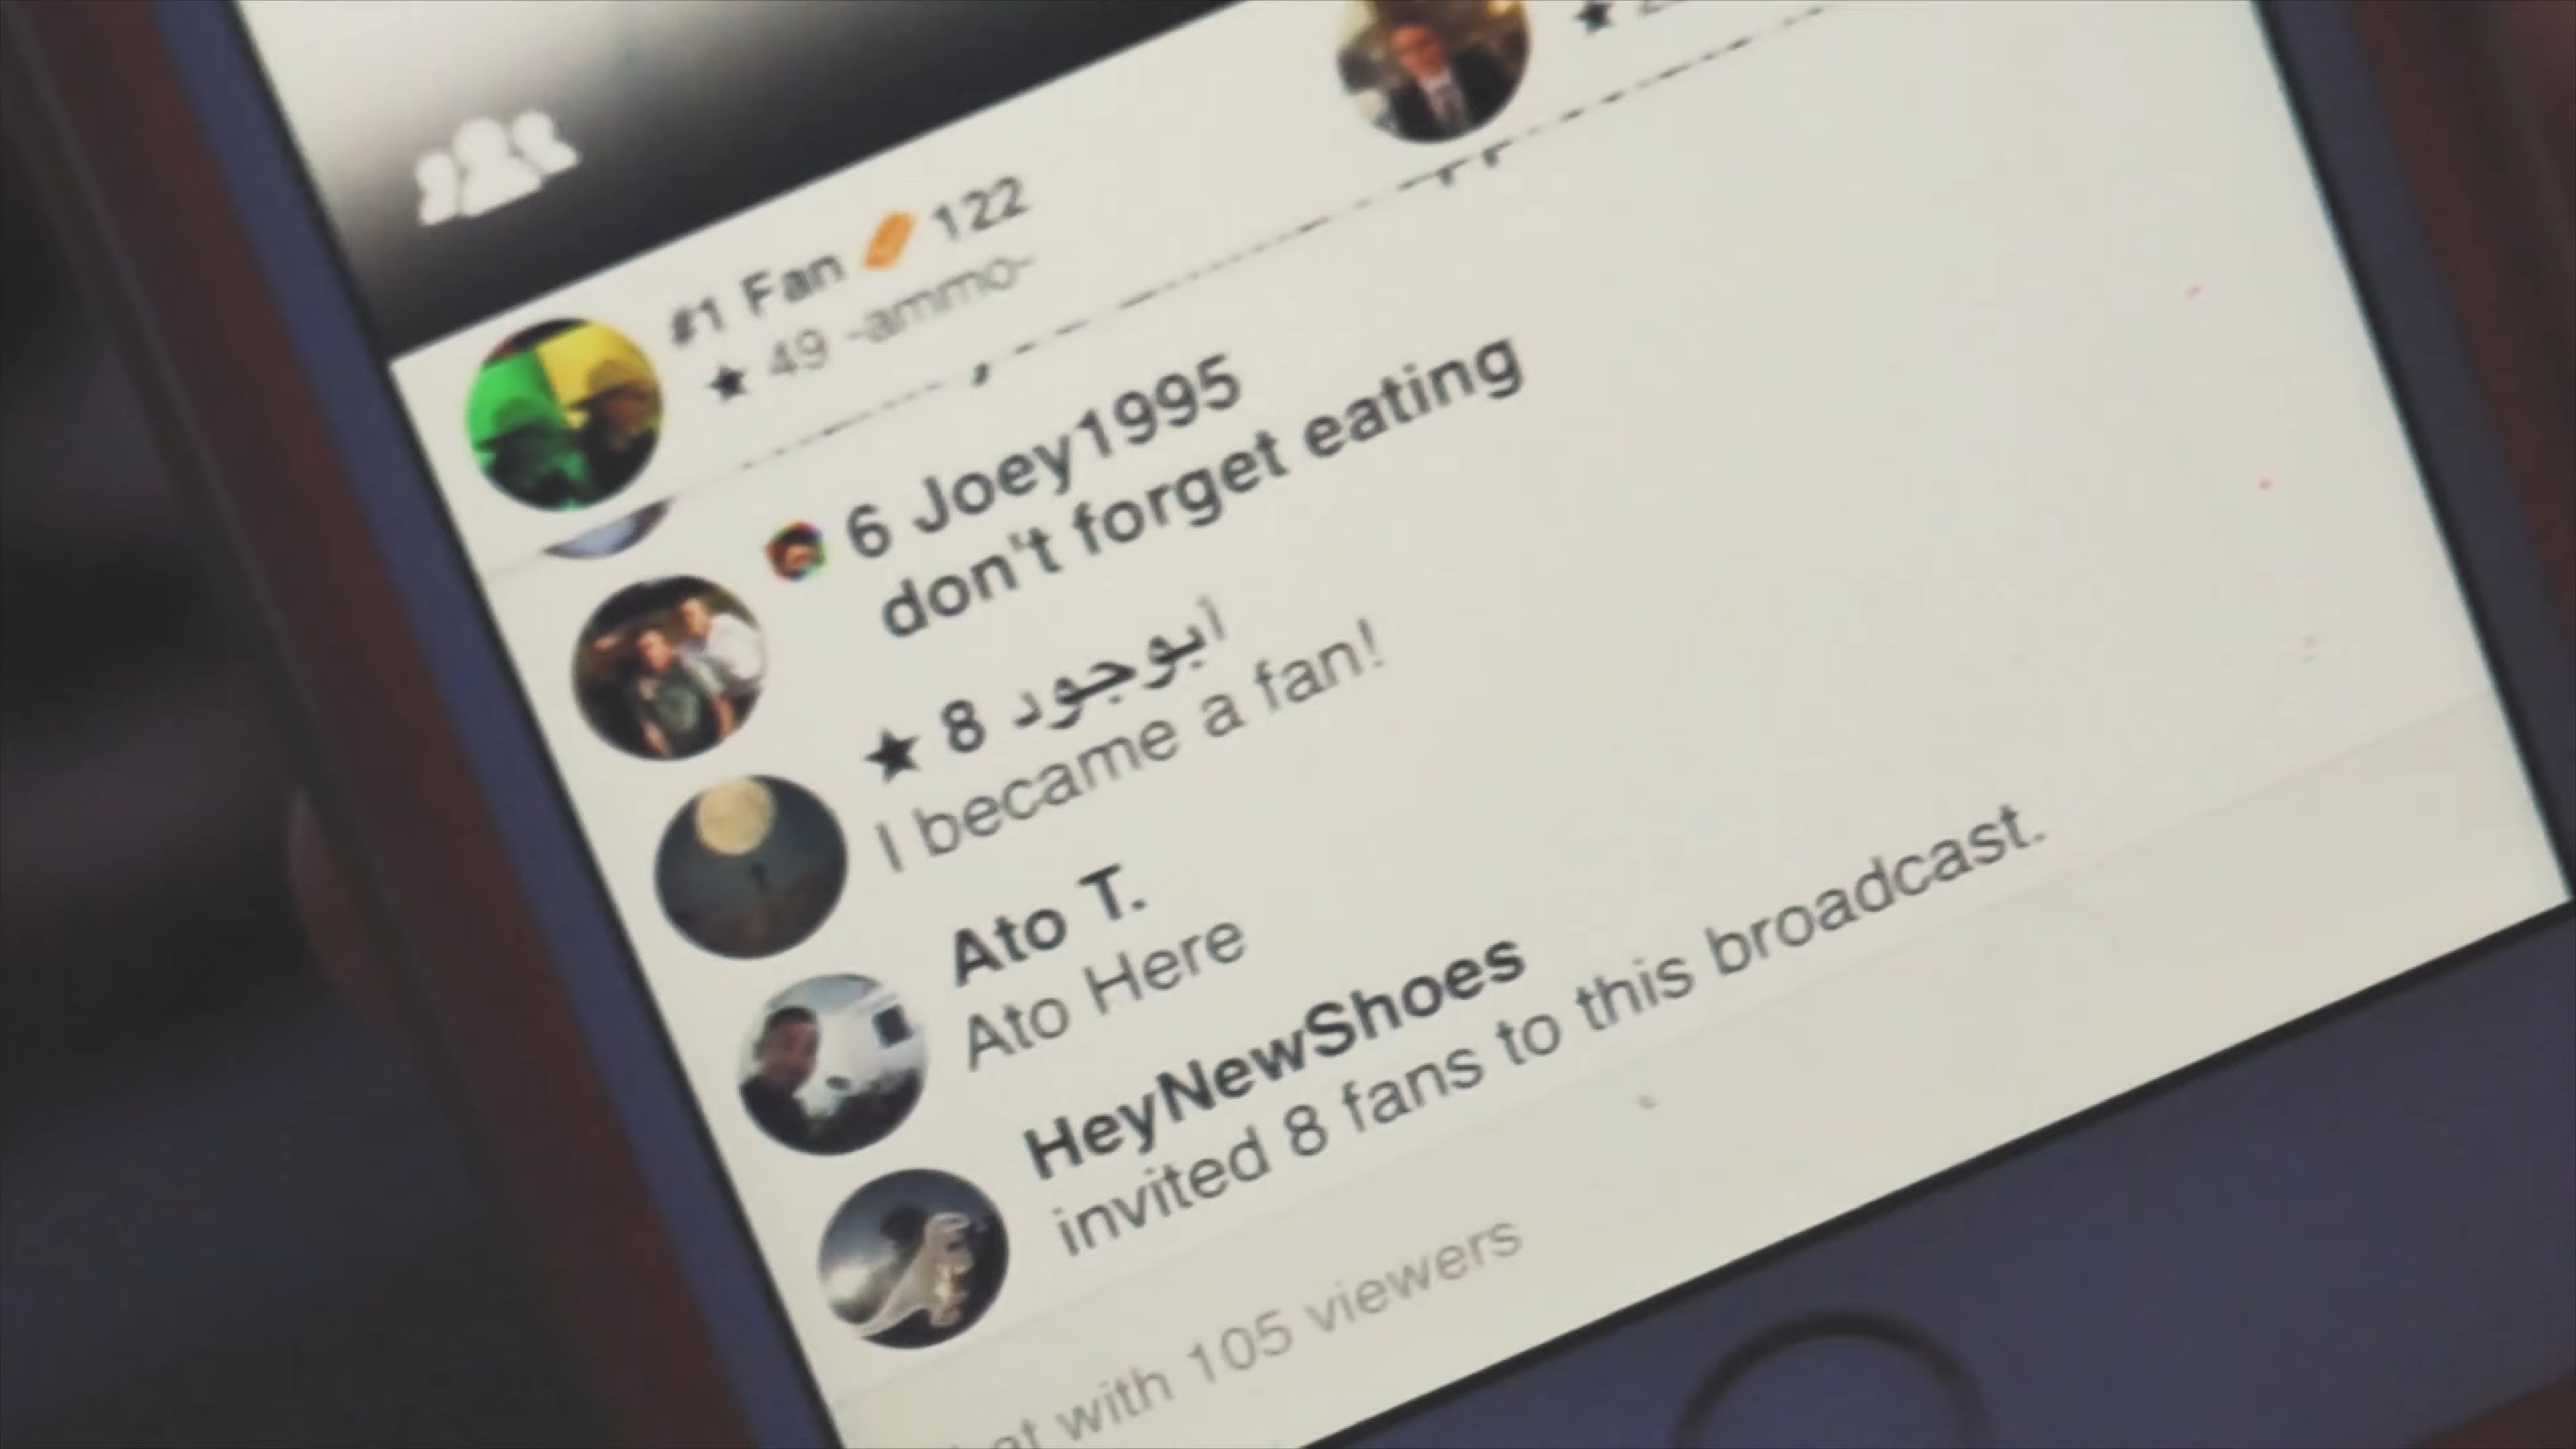 #1 Fan 122
★ 49 -ammo-
6 Joey1995
don't forget eating
★ 8 ابوجود
I became a fan!
Ato T.
Ato Here
HeyNewShoes
invited 8 fans to this broadcast.
with 105 viewers